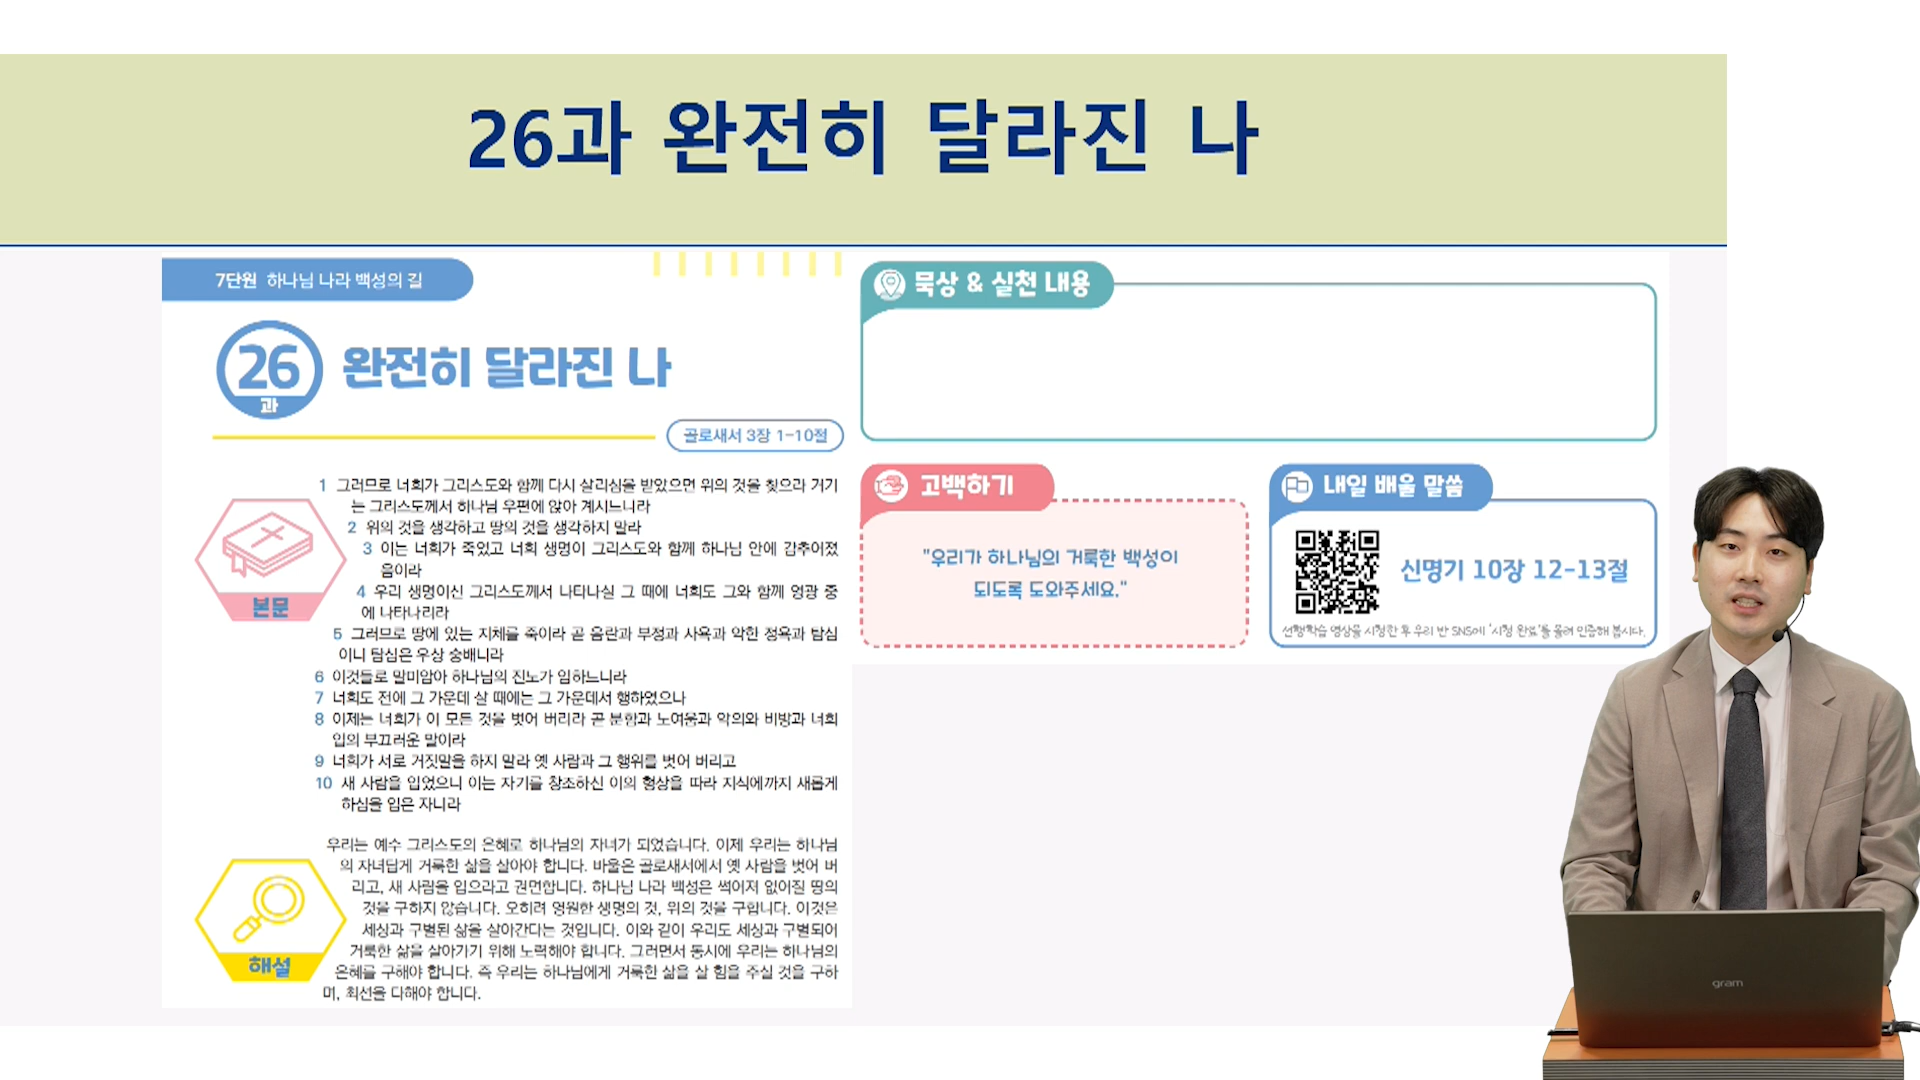 26과 완전히 달라진 나
7단원 하나님 나라 백성의 길
26
과
완전히 달라진 나
골로새서 3장 1-10절
본문
1 그러므로 너희가 그리스도와 함께 다시 살리심을 받았으면 위의 것을 찾으라 거기
는 그리스도께서 하나님 우편에 앉아 계시느니라
2 위의 것을 생각하고 땅의 것을 생각하지 말라
3 이는 너희가 죽었고 너희 생명이 그리스도와 함께 하나님 안에 감추어졌
음이라
4 우리 생명이신 그리스도께서 나타나실 그 때에 너희도 그와 함께 영광 중
에 나타나리라
5 그러므로 땅에 있는 지체를 죽이라 곧 음란과 부정과 사욕과 악한 정욕과 탐심
이니 탐심은 우상 숭배니라
6 이것들로 말미암아 하나님의 진노가 임하느니라
7 너희도 전에 그 가운데 살 때에는 그 가운데서 행하였으나
8 이제는 너희가 이 모든 것을 벗어 버리라 곧 분함과 노여움과 악의와 비방과 너희
입의 부끄러운 말이라
9 너희가 서로 거짓말을 하지 말라 옛 사람과 그 행위를 벗어 버리고
10 새 사람을 입었으니 이는 자기를 창조하신 이의 형상을 따라 지식에까지 새롭게
하심을 입은 자니라
해설
우리는 예수 그리스도의 은혜로 하나님의 자녀가 되었습니다. 이제 우리는 하나님
의 자녀답게 거룩한 삶을 살아야 합니다. 바울은 골로새서에서 옛 사람을 벗어 버
리고, 새 사람을 입으라고 권면합니다. 하나님 나라 백성은 썩어져 없어질 땅의
것을 구하지 않습니다. 오히려 영원한 생명의 것, 위의 것을 구합니다. 이것은
세상과 구별된 삶을 살아간다는 것입니다. 이와 같이 우리도 세상과 구별되어
거룩한 삶을 살아가기 위해 노력해야 합니다. 그러면서 동시에 우리는 하나님의
은혜를 구해야 합니다. 즉 우리는 하나님에게 거룩한 삶을 살 힘을 주실 것을 구하
며, 최선을 다해야 합니다.
묵상 & 실천 내용
고백하기
"우리가 하나님의 거룩한 백성이
되도록 도와주세요."
내일 배울 말씀
신명기 10장 12-13절
선행학습 영상을 시청한 후 우리 반 SNS에 '시청 완료'를 올려 인증해 봅시다.
gram